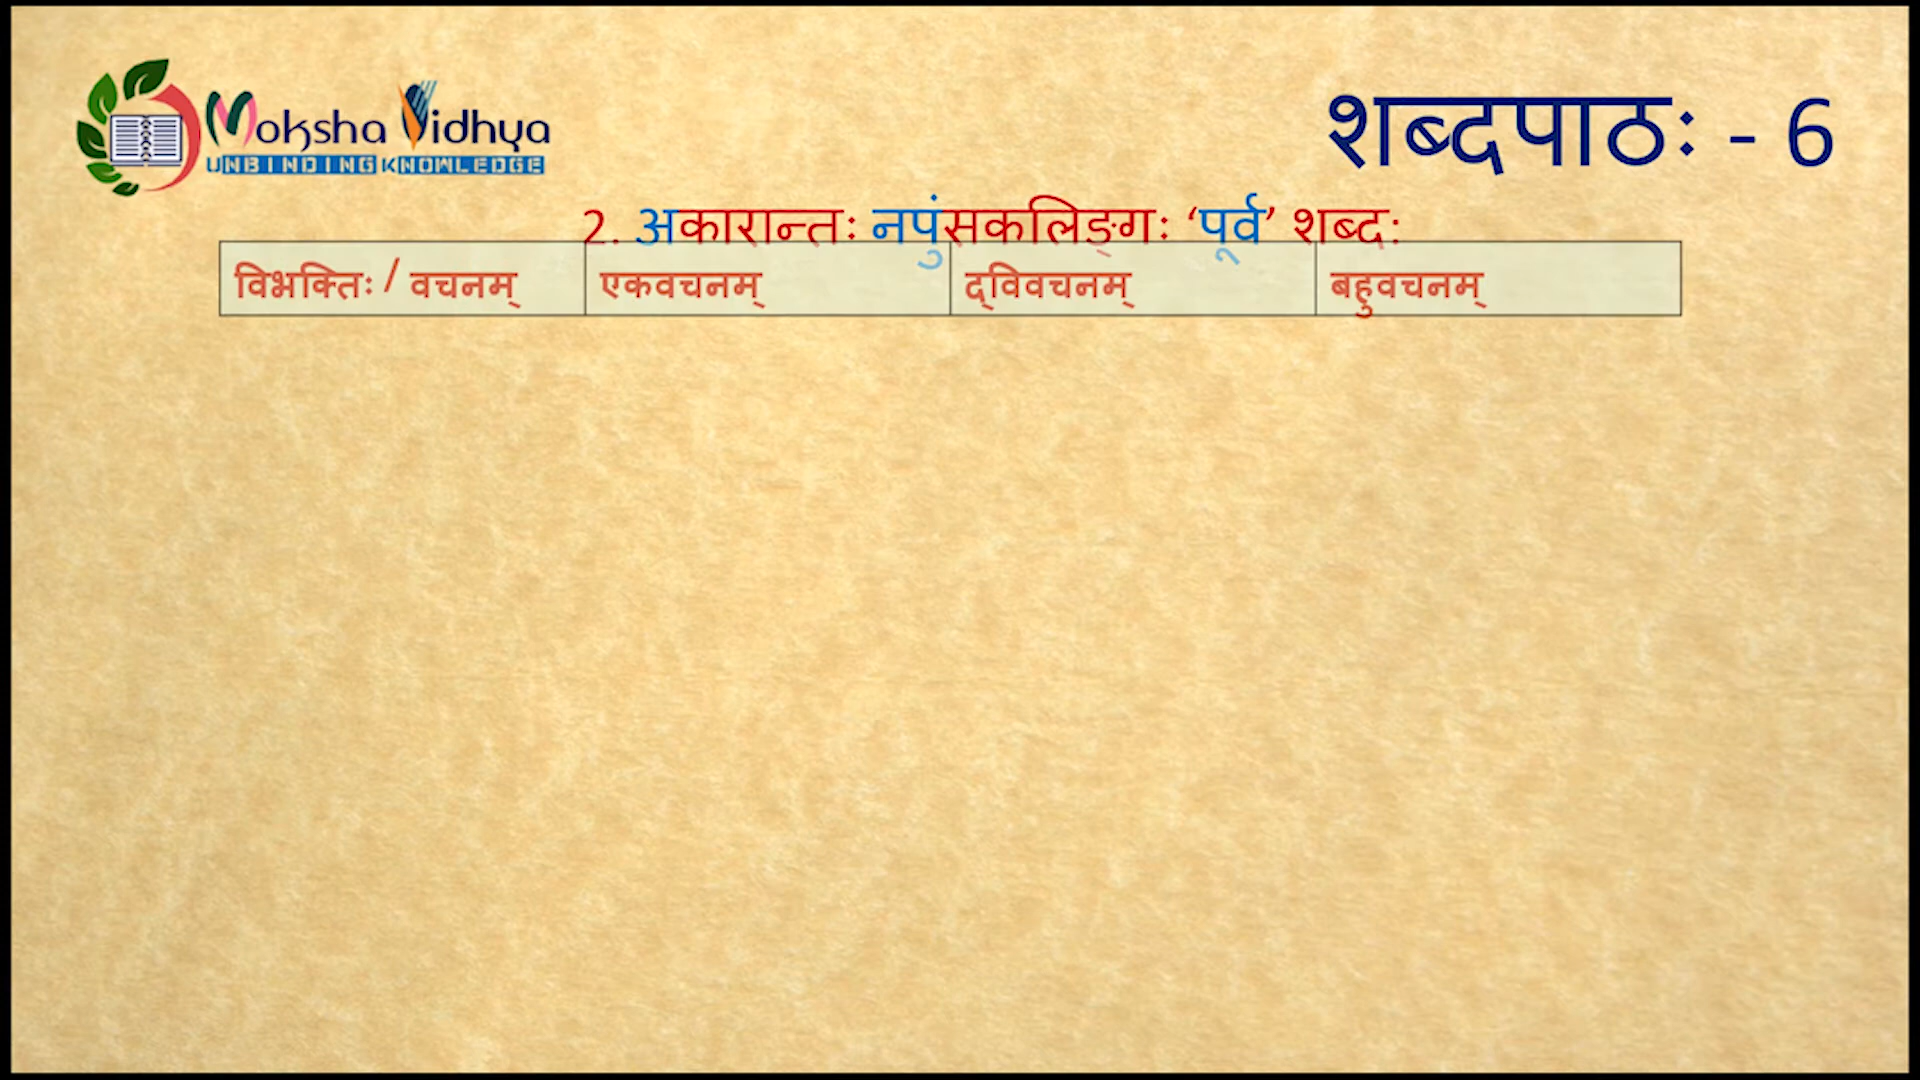 Moksha Vidhya
UNBINDING KNOWLEDGE
शब्दपाठः - 6
2. अकारान्तः नपुंसकलिङ्गः ‘पूर्व’ शब्द:
विभक्तिः / वचनम् एकवचनम् द्विवचनम् बहुवचनम्